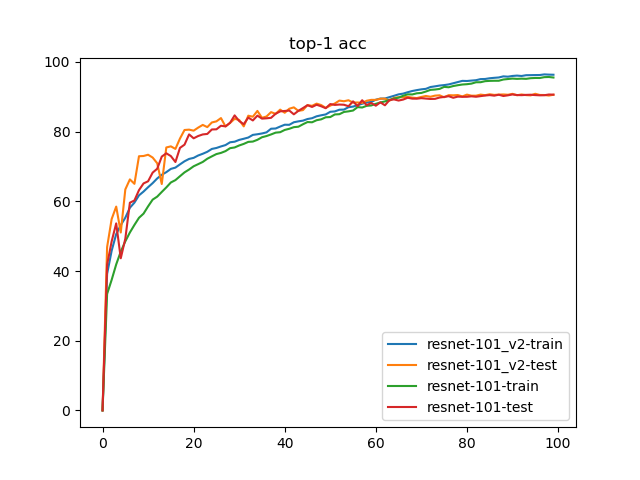 top-1 acc
100
80
60
40
20
0
resnet-101_v2-train
resnet-101_v2-test
resnet-101-train
resnet-101-test
0 20 40 60 80 100